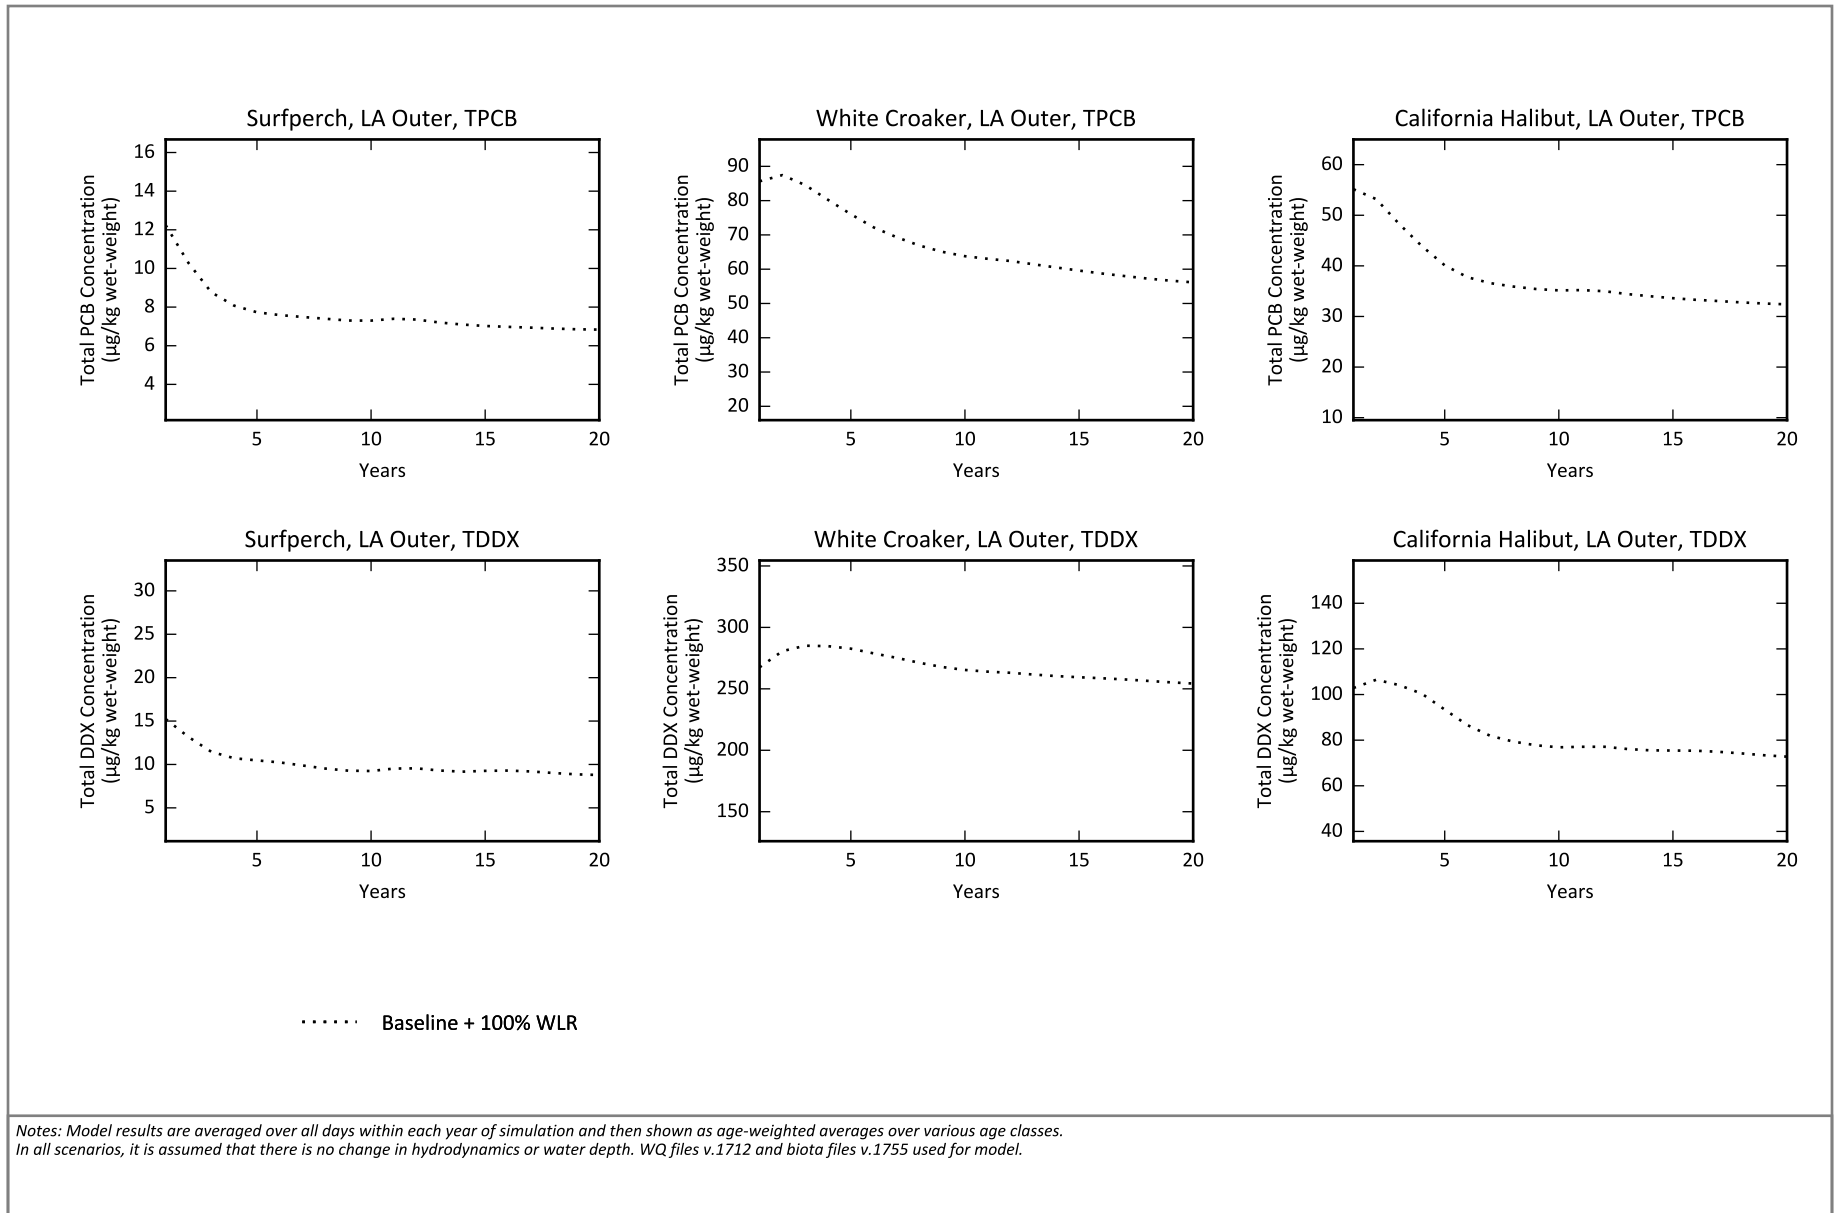 Surfperch, LA Outer, TPCB
Total PCB Concentration
(µg/kg wet-weight)
16
14
12
10
8
6
4
5 10 15 20
Years
White Croaker, LA Outer, TPCB
Total PCB Concentration
(µg/kg wet-weight)
90
80
70
60
50
40
30
20
5 10 15 20
Years
California Halibut, LA Outer, TPCB
Total PCB Concentration
(µg/kg wet-weight)
60
50
40
30
20
10
5 10 15 20
Years
Surfperch, LA Outer, TDDX
Total DDX Concentration
(µg/kg wet-weight)
30
25
20
15
10
5
5 10 15 20
Years
White Croaker, LA Outer, TDDX
Total DDX Concentration
(µg/kg wet-weight)
350
300
250
200
150
5 10 15 20
Years
California Halibut, LA Outer, TDDX
Total DDX Concentration
(µg/kg wet-weight)
140
120
100
80
60
40
5 10 15 20
Years
Baseline + 100% WLR
Notes: Model results are averaged over all days within each year of simulation and then shown as age-weighted averages over various age classes.
In all scenarios, it is assumed that there is no change in hydrodynamics or water depth. WQ files v.1712 and biota files v.1755 used for model.